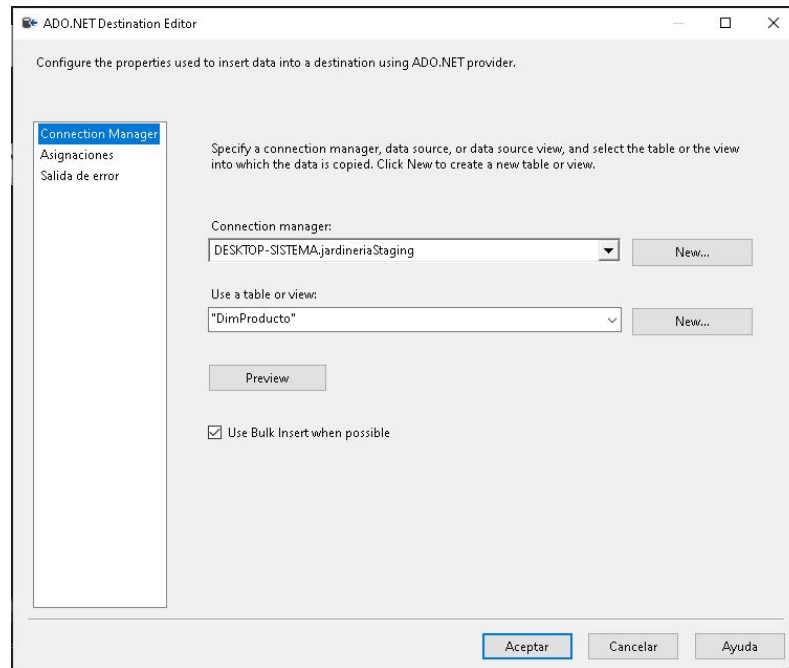 ADO.NET Destination Editor
Configure the properties used to insert data into a destination using ADO.NET provider.
Connection Manager
Asignaciones
Salida de error
Specify a connection manager, data source, or data source view, and select the table or the view
into which the data is copied. Click New to create a new table or view.
Connection manager:
DESKTOP-SISTEMA.jardineriaStaging
New...
Use a table or view:
"DimProducto"
New...
Preview
Use Bulk Insert when possible
Aceptar
Cancelar
Ayuda